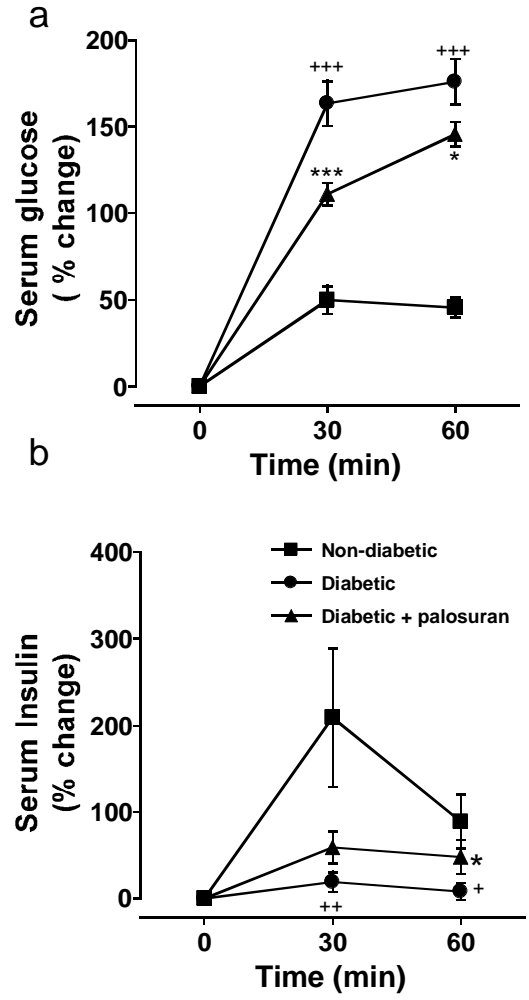 a
Serum glucose
( % change)
200
150
100
50
0
+++
+++
***
*
0 30 60
Time (min)
b
Serum Insulin
(% change)
400
300
200
100
0
Non-diabetic
Diabetic
Diabetic + palosuran
*
+
++
0 30 60
Time (min)